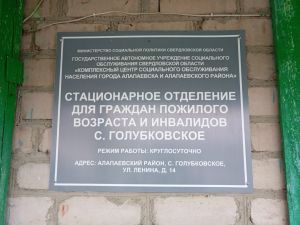 МИНИСТЕРСТВО СОЦИАЛЬНОЙ ПОЛИТИКИ СВЕРДЛОВСКОЙ ОБЛАСТИ
ГОСУДАРСТВЕННОЕ АВТОНОМНОЕ УЧРЕЖДЕНИЕ СОЦИАЛЬНОГО
ОБСЛУЖИВАНИЯ СВЕРДЛОВСКОЙ ОБЛАСТИ
«КОМПЛЕКСНЫЙ ЦЕНТР СОЦИАЛЬНОГО ОБСЛУЖИВАНИЯ
НАСЕЛЕНИЯ ГОРОДА АЛАПАЕВСКА И АЛАПАЕВСКОГО РАЙОНА»
СТАЦИОНАРНОЕ ОТДЕЛЕНИЕ
ДЛЯ ГРАЖДАН ПОЖИЛОГО
ВОЗРАСТА И ИНВАЛИДОВ
С. ГОЛУБКОВСКОЕ
РЕЖИМ РАБОТЫ: КРУГЛОСУТОЧНО
АДРЕС: АЛАПАЕВСКИЙ РАЙОН, С. ГОЛУБКОВСКОЕ,
УЛ. ЛЕНИНА, Д. 14